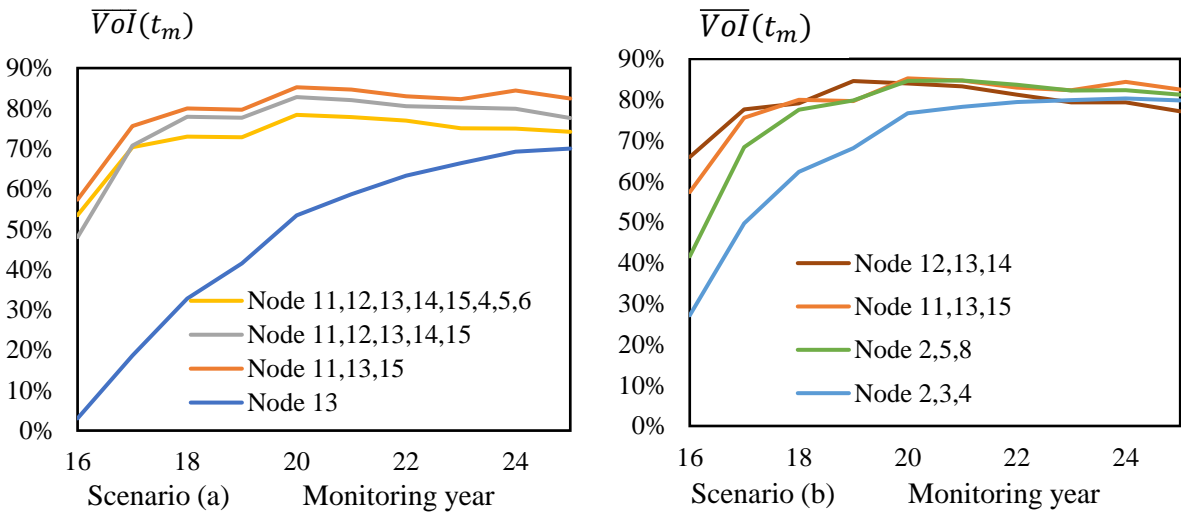 V̅o̅I̅(t_m)
90%
80%
70%
60%
50%
40%
30%
20%
10%
0%
Node 11,12,13,14,15,4,5,6
Node 11,12,13,14,15
Node 11,13,15
Node 13
16 18 20 22 24
Scenario (a) Monitoring year
V̅o̅I̅(t_m)
90%
80%
70%
60%
50%
40%
30%
20%
10%
0%
Node 12,13,14
Node 11,13,15
Node 2,5,8
Node 2,3,4
16 18 20 22 24
Scenario (b) Monitoring year